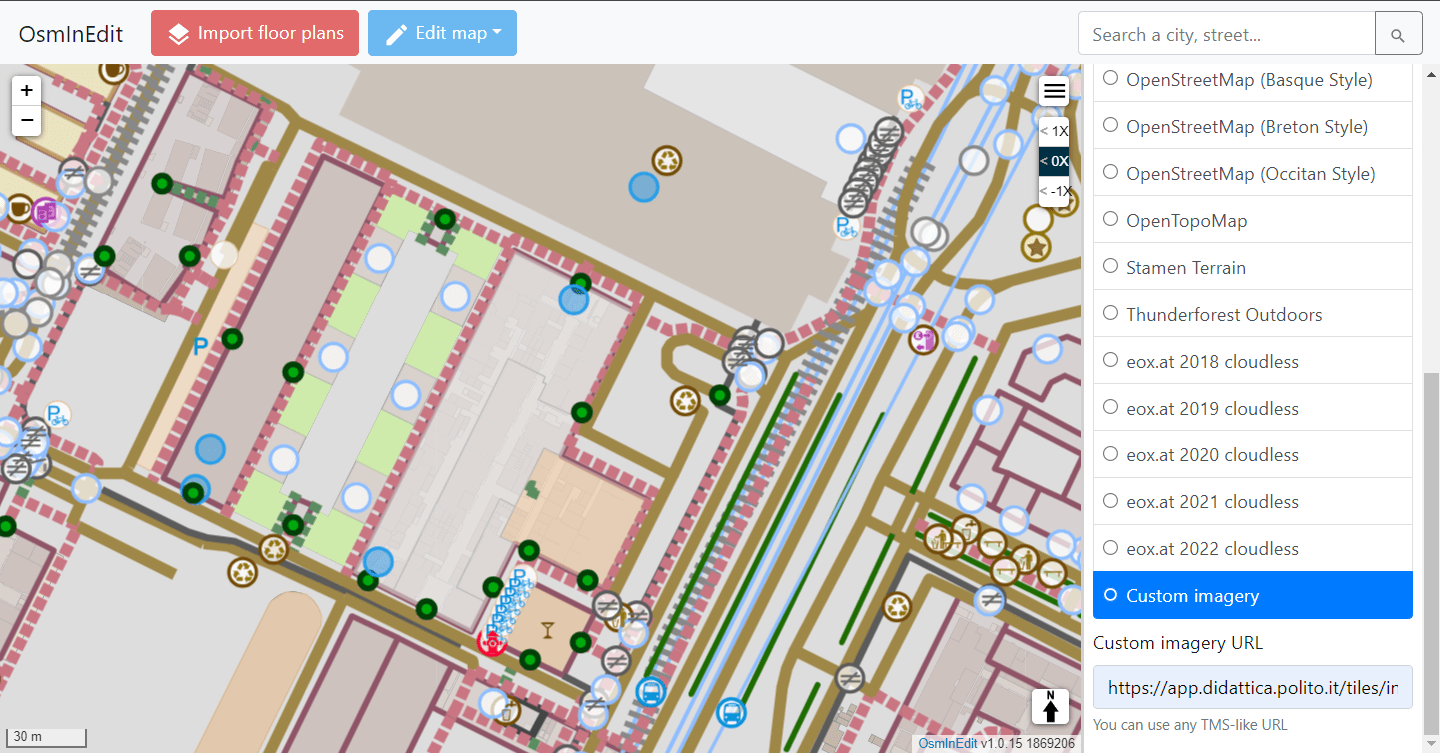 OsmInEdit
Import floor plans
Edit map
Search a city, street...
+
−
< 1X
< 0X
< -1X
P
P
P
P
P
P
N
30 m
OsmInEdit v1.0.15 1869206
OpenStreetMap (Basque Style)
OpenStreetMap (Breton Style)
OpenStreetMap (Occitan Style)
OpenTopoMap
Stamen Terrain
Thunderforest Outdoors
eox.at 2018 cloudless
eox.at 2019 cloudless
eox.at 2020 cloudless
eox.at 2021 cloudless
eox.at 2022 cloudless
Custom imagery
Custom imagery URL
https://app.didattica.polito.it/tiles/in
You can use any TMS-like URL